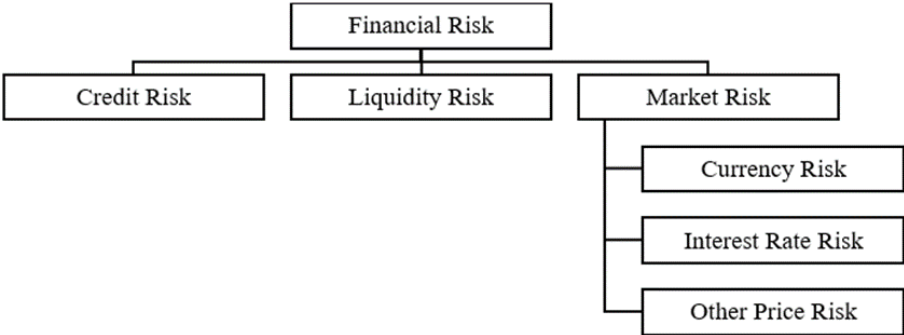 Financial Risk
Credit Risk
Liquidity Risk
Market Risk
Currency Risk
Interest Rate Risk
Other Price Risk